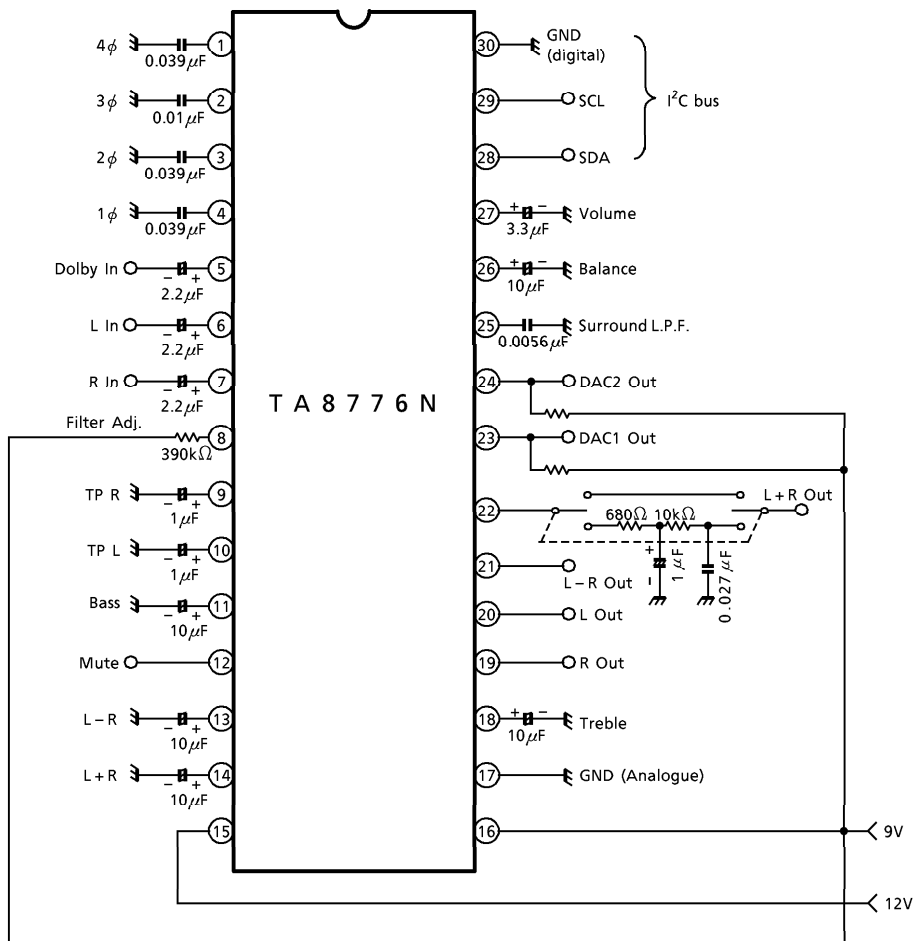 4φ
0.039μF
1
3φ
0.01μF
2
2φ
0.039μF
3
1φ
0.039μF
4
Dolby In
− +
2.2μF
5
L In
− +
2.2μF
6
R In
− +
2.2μF
7
Filter Adj.
390kΩ
8
TP R
− +
1μF
9
TP L
− +
1μF
10
Bass
− +
10μF
11
Mute
12
L−R
− +
10μF
13
L+R
− +
10μF
14
15
TA8776N
30
GND
(digital)
29
SCL
I²C bus
28
SDA
27
+ −
3.3μF
Volume
26
+ −
10μF
Balance
25
0.0056μF
Surround L.P.F.
24
DAC2 Out
23
DAC1 Out
22
680Ω 10kΩ
L+R Out
+
−
1μF
0.027μF
21
L−R Out
20
L Out
19
R Out
18
+ −
10μF
Treble
17
GND (Analogue)
16
9V
12V